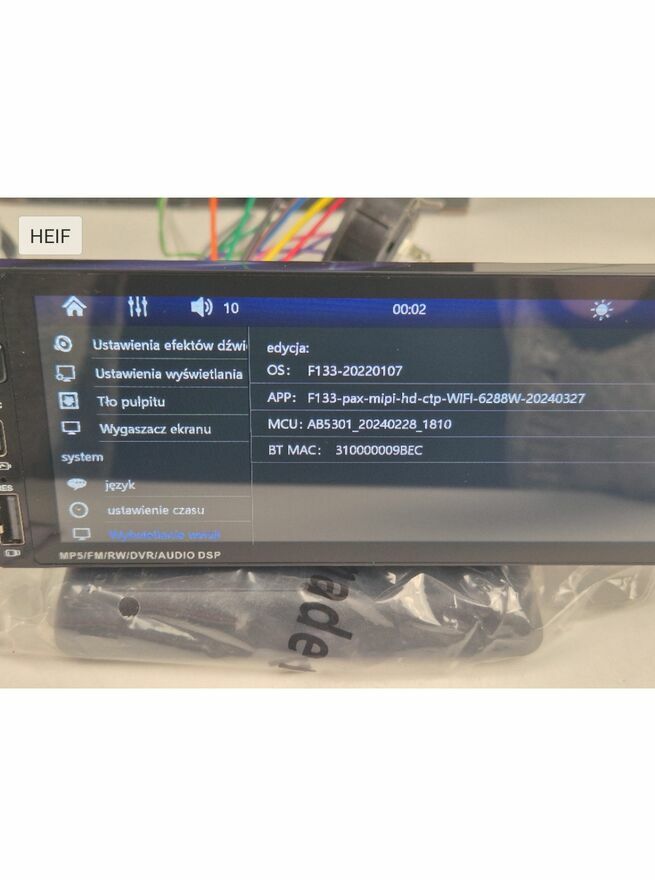 HEIF
10
00:02
Ustawienia efektów dźwi
Ustawienia wyświetlania
Tło pulpitu
Wygaszacz ekranu
system
język
ustawienie czasu
edycja:
OS: F133-20220107
APP: F133-pax-mipi-hd-ctp-WIFI-6288W-20240327
MCU: AB5301_20240228_1810
BT MAC: 310000009BEC
RES
MP5/FM/RW/DVR/AUDIO DSP